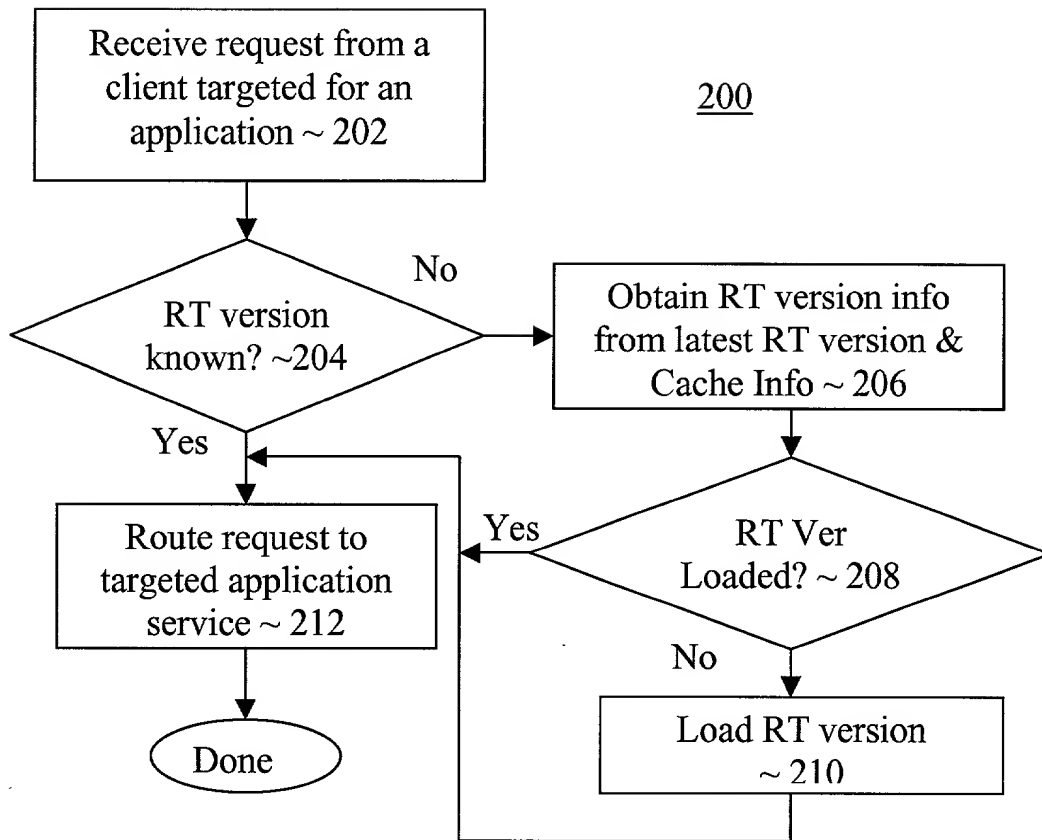 Receive request from a
client targeted for an
application ~ 202
200
No
RT version
known? ~204
Obtain RT version info
from latest RT version &
Cache Info ~ 206
Yes
Route request to
targeted application
service ~ 212
Yes
RT Ver
Loaded? ~ 208
No
Load RT version
~ 210
Done